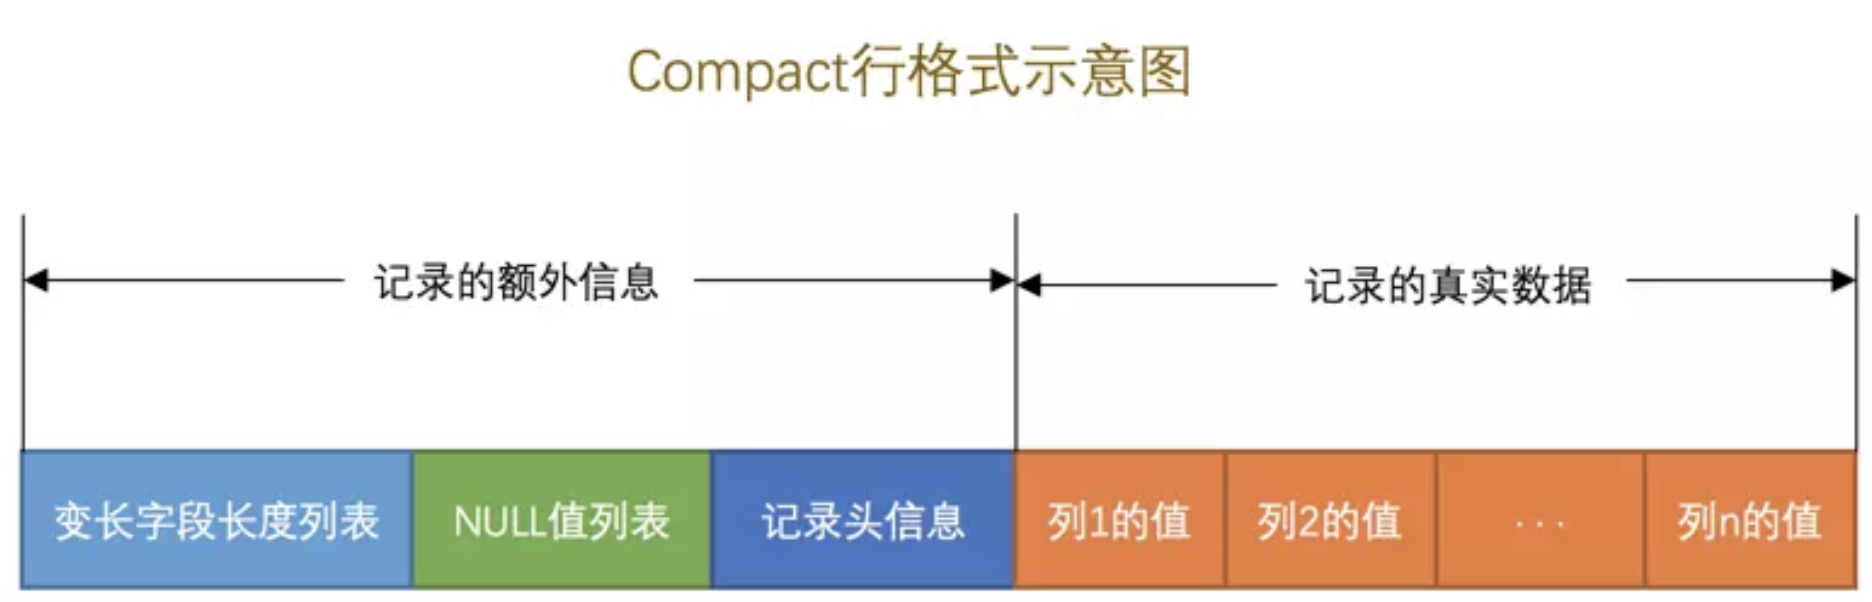 Compact行格式示意图
记录的额外信息 记录的真实数据
变长字段长度列表 NULL值列表 记录头信息 列1的值 列2的值 ... 列n的值